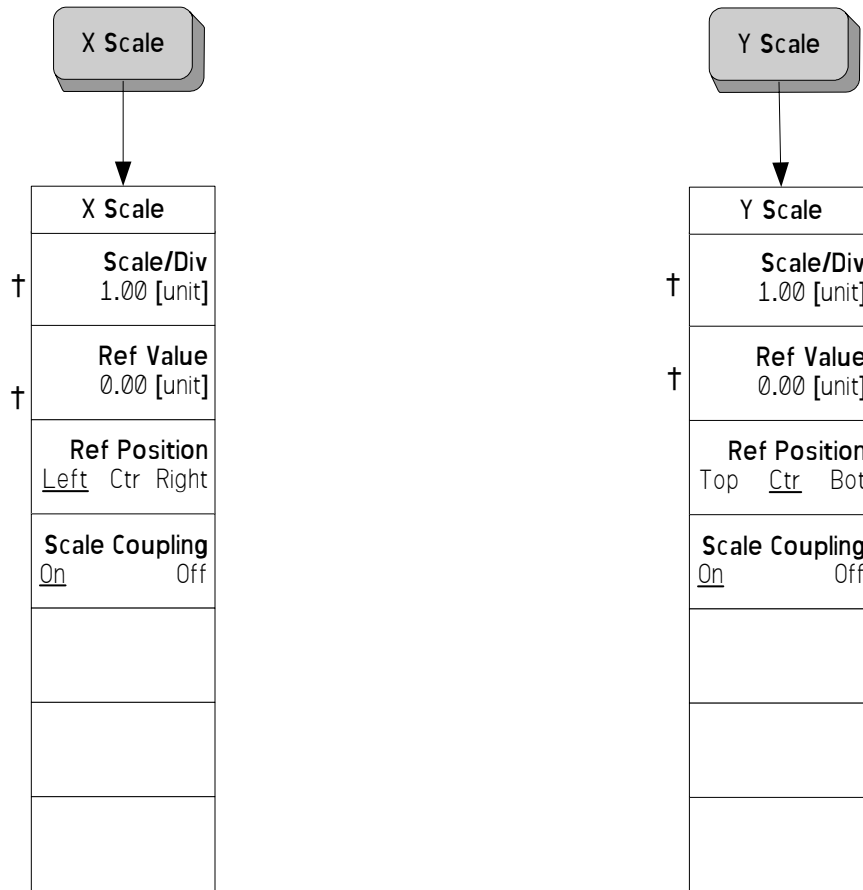 X Scale
X Scale
† Scale/Div
1.00 [unit]
† Ref Value
0.00 [unit]
Ref Position
Left Ctr Right
Scale Coupling
On Off
Y Scale
Y Scale
† Scale/Div
1.00 [unit]
† Ref Value
0.00 [unit]
Ref Position
Top Ctr Bot
Scale Coupling
On Off